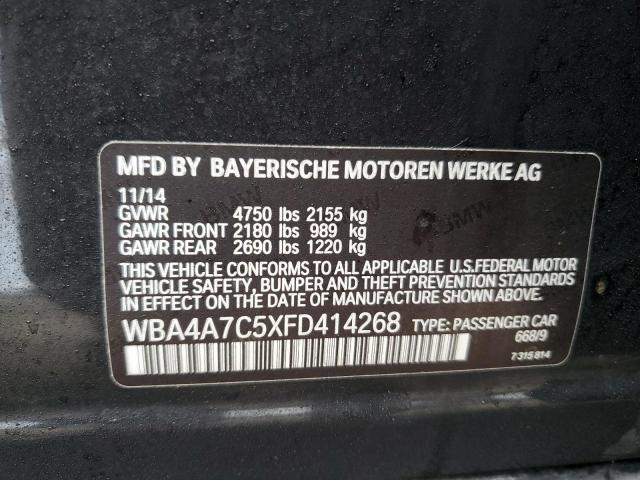 MFD BY BAYERISCHE MOTOREN WERKE AG
11/14
GVWR 4750 lbs 2155 kg
GAWR FRONT 2180 lbs 989 kg
GAWR REAR 2690 lbs 1220 kg
THIS VEHICLE CONFORMS TO ALL APPLICABLE U.S.FEDERAL MOTOR
VEHICLE SAFETY, BUMPER AND THEFT PREVENTION STANDARDS
IN EFFECT ON THE DATE OF MANUFACTURE SHOWN ABOVE.
WBA4A7C5XFD414268 TYPE: PASSENGER CAR
668/9
7315814
BMW
BMW